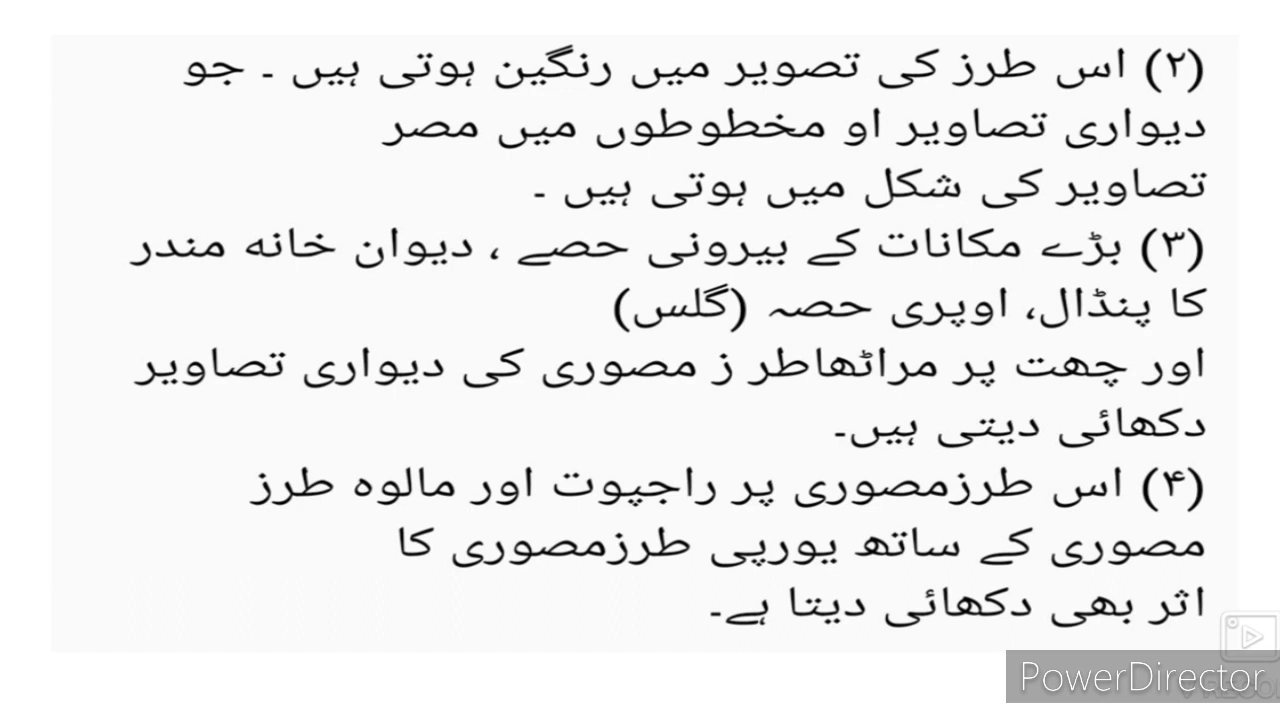 (۲) اس طرز کی تصویر میں رنگین ہوتی ہیں ۔ جو
دیواری تصاویر او مخطوطوں میں مصر
تصاویر کی شکل میں ہوتی ہیں ۔
(۳) بڑے مکانات کے بیرونی حصے ، دیوان خانہ مندر
کا پنڈال، اوپری حصہ (گلس)
اور چھت پر مراٹھاطر ز مصوری کی دیواری تصاویر
دکھائی دیتی ہیں۔
(۴) اس طرزمصوری پر راجپوت اور مالوہ طرز
مصوری کے ساتھ یورپی طرزمصوری کا
اثر بھی دکھائی دیتا ہے۔
PowerDirector